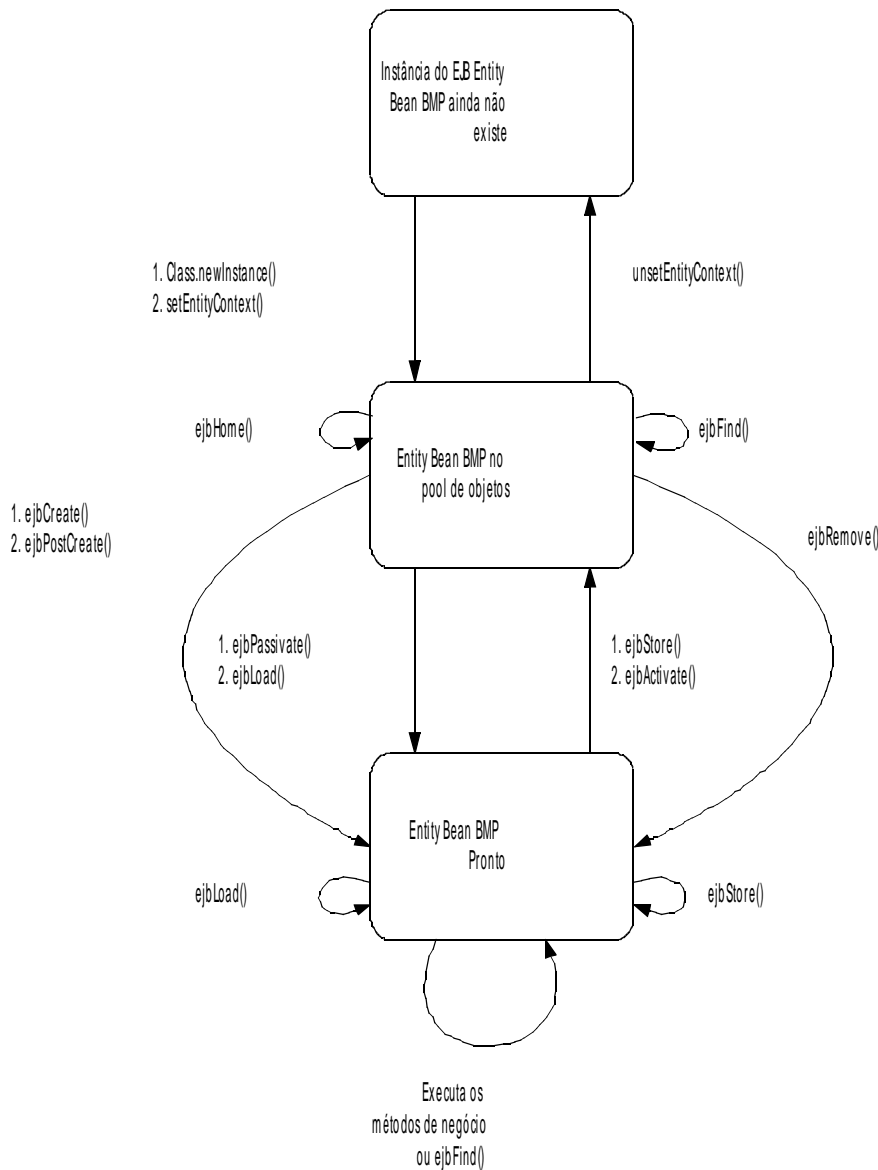 Instância do EJB Entity
Bean BMP ainda não
existe
1. Class.newInstance()
2. setEntityContext()
unsetEntityContext()
ejbHome()
Entity Bean BMP no
pool de objetos
ejbFind()
1. ejbCreate()
2. ejbPostCreate()
ejbRemove()
1. ejbPassivate()
2. ejbLoad()
1. ejbStore()
2. ejbActivate()
Entity Bean BMP
Pronto
ejbLoad()
ejbStore()
Executa os
métodos de negócio
ou ejbFind()